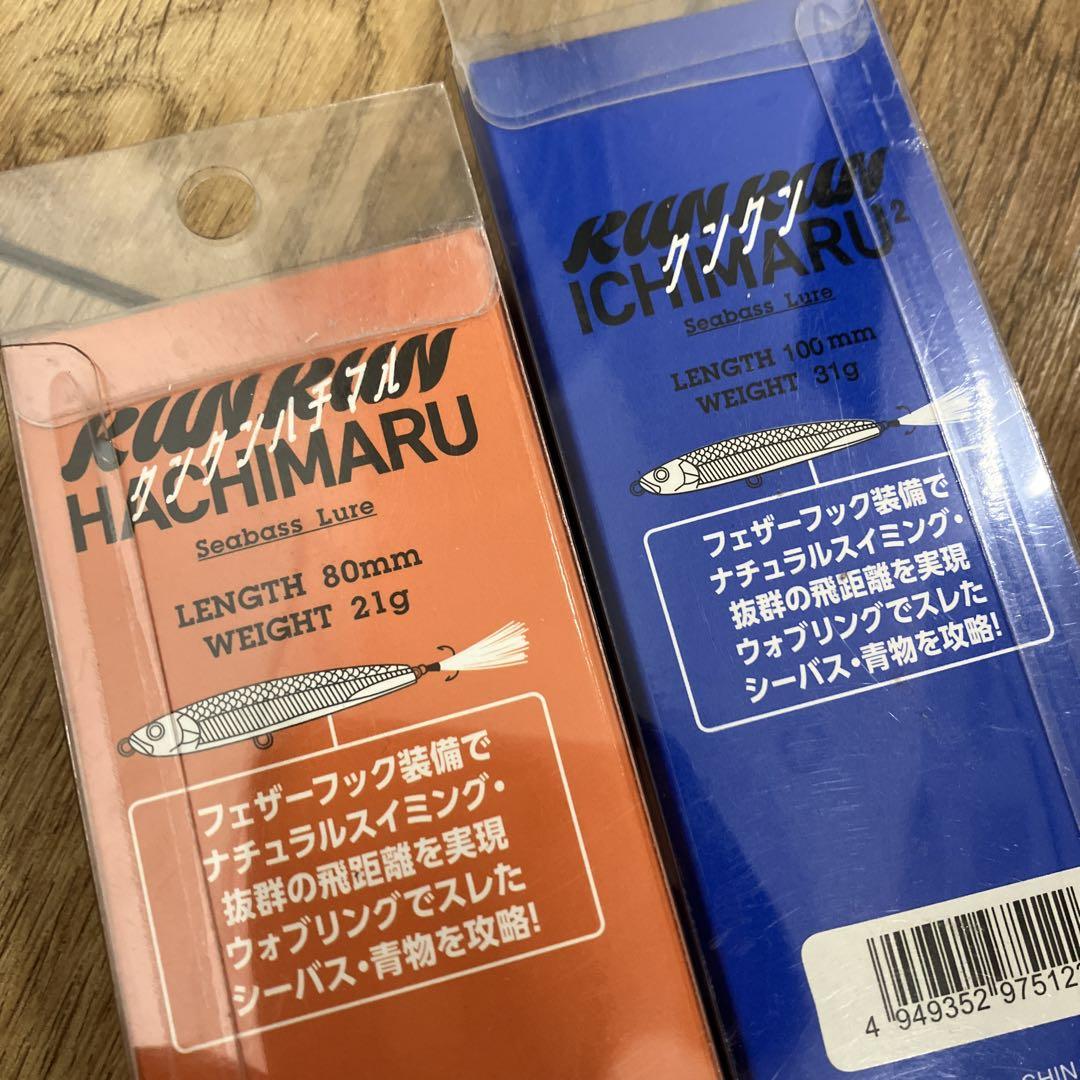 KUN KUN
クンクンハチマル
HACHIMARU
Seabass Lure
LENGTH 80mm
WEIGHT 21g
フェザーフック装備で
ナチュラルスイミング・
抜群の飛距離を実現
ウォブリングでスレた
シーバス・青物を攻略!
KUN KUN
クンクン
ICHIMARU²
Seabass Lure
LENGTH 100mm
WEIGHT 31g
フェザーフック装備で
ナチュラルスイミング・
抜群の飛距離を実現
ウォブリングでスレた
シーバス・青物を攻略!
4 949352 97512
CHIN